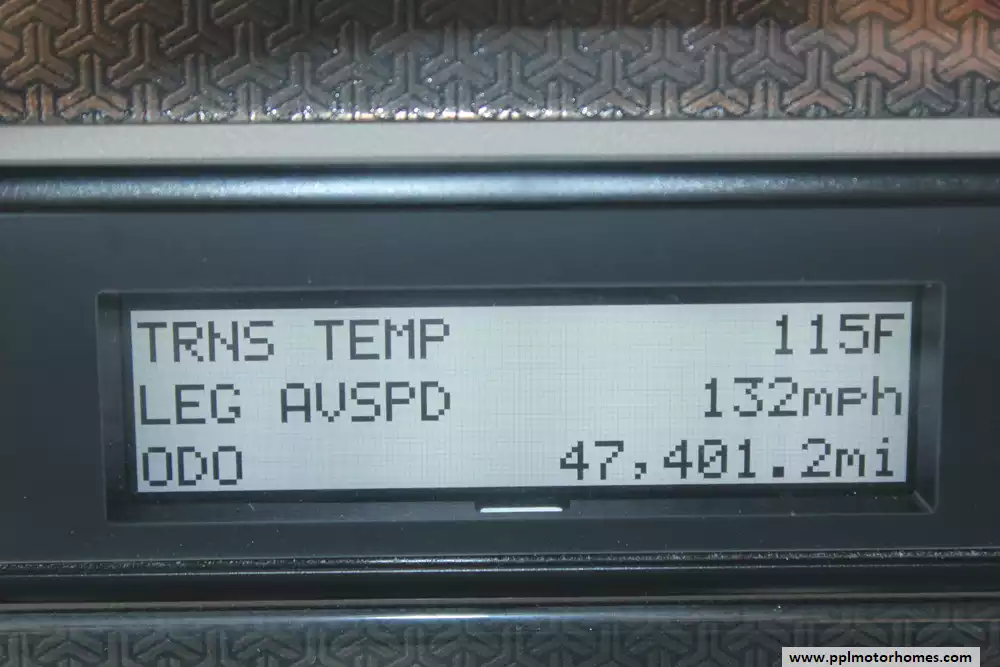 TRNS TEMP 115F
LEG AVSPD 132mph
ODO 47,401.2mi
www.pplmotorhomes.com